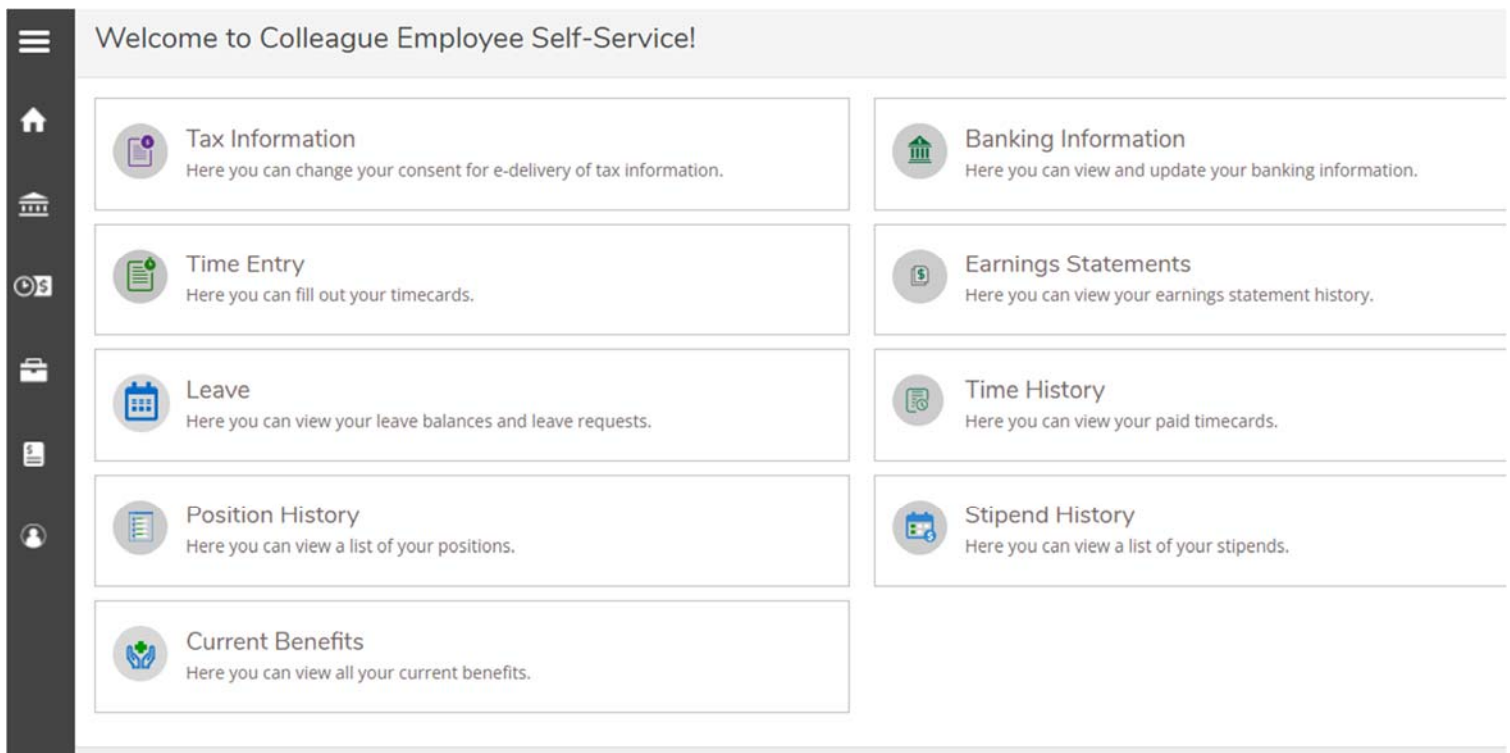 Welcome to Colleague Employee Self-Service!
Tax Information
Here you can change your consent for e-delivery of tax information.
Banking Information
Here you can view and update your banking information.
Time Entry
Here you can fill out your timecards.
Earnings Statements
Here you can view your earnings statement history.
Leave
Here you can view your leave balances and leave requests.
Time History
Here you can view your paid timecards.
Position History
Here you can view a list of your positions.
Stipend History
Here you can view a list of your stipends.
Current Benefits
Here you can view all your current benefits.